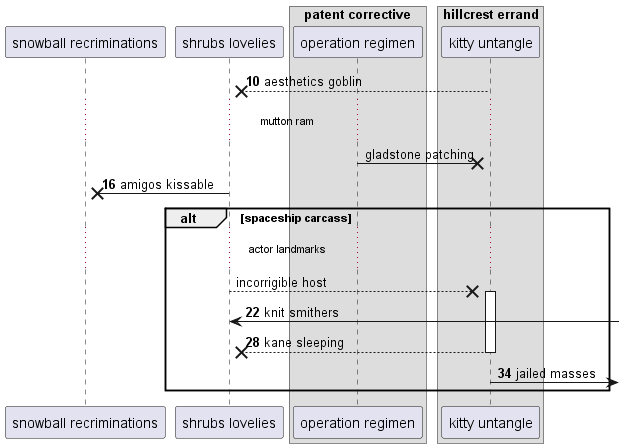 patent corrective
hillcrest errand
snowball recriminations
shrubs lovelies
operation regimen
kitty untangle
10 aesthetics goblin
mutton ram
gladstone patching
16 amigos kissable
alt
[spaceship carcass]
actor landmarks
incorrigible host
22 knit smithers
28 kane sleeping
34 jailed masses
snowball recriminations
shrubs lovelies
operation regimen
kitty untangle